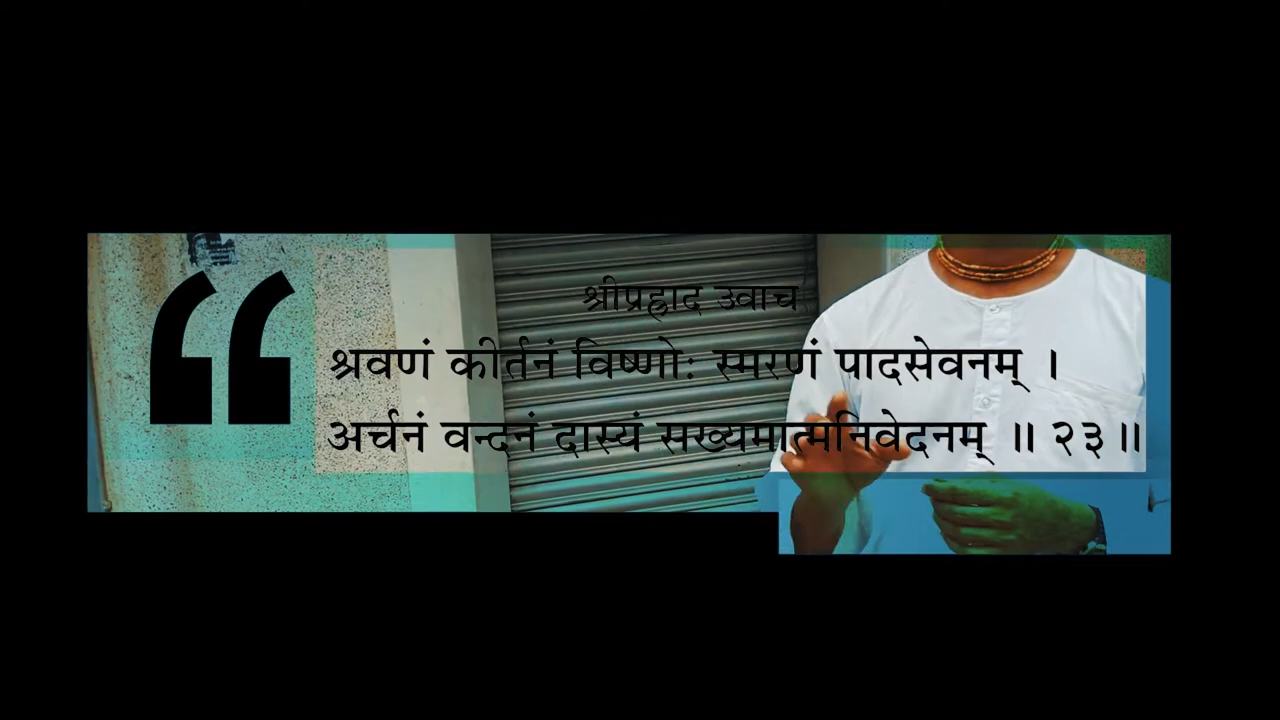 श्रीप्रह्राद उवाच
श्रवणं कीर्तनं विष्णोः स्मरणं पादसेवनम् ।
अर्चनं वन्दनं दास्यं सख्यमात्मनिवेदनम् ॥ २३॥